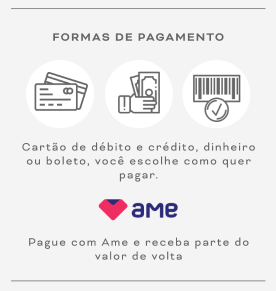 FORMAS DE PAGAMENTO
Cartão de débito e crédito, dinheiro
ou boleto, você escolhe como quer
pagar.
ame
Pague com Ame e receba parte do
valor de volta